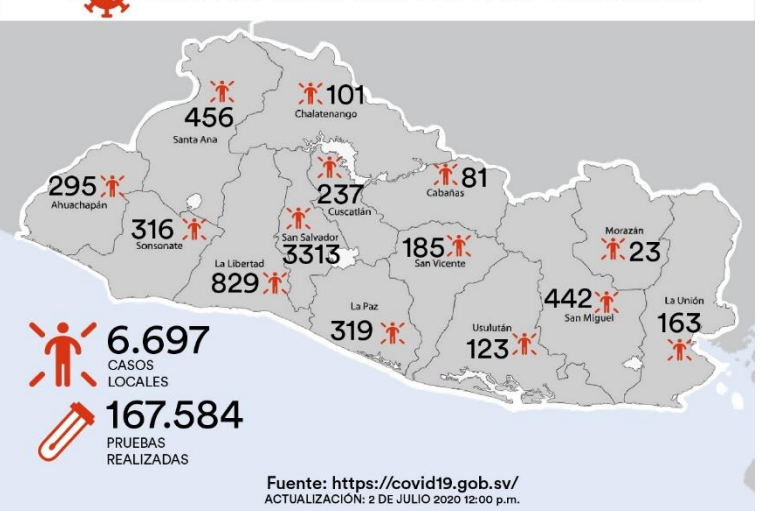 101
Chalatenango
456
Santa Ana
237
Cuscatlán
81
Cabañas
295
Ahuachapán
316
Sonsonate
San Salvador
3313
185
San Vicente
Morazán
23
La Libertad
829
La Paz
319
442
San Miguel
La Unión
163
Usulután
123
6.697
CASOS
LOCALES
167.584
PRUEBAS
REALIZADAS
Fuente: https://covid19.gob.sv/
ACTUALIZACIÓN: 2 DE JULIO 2020 12:00 p.m.